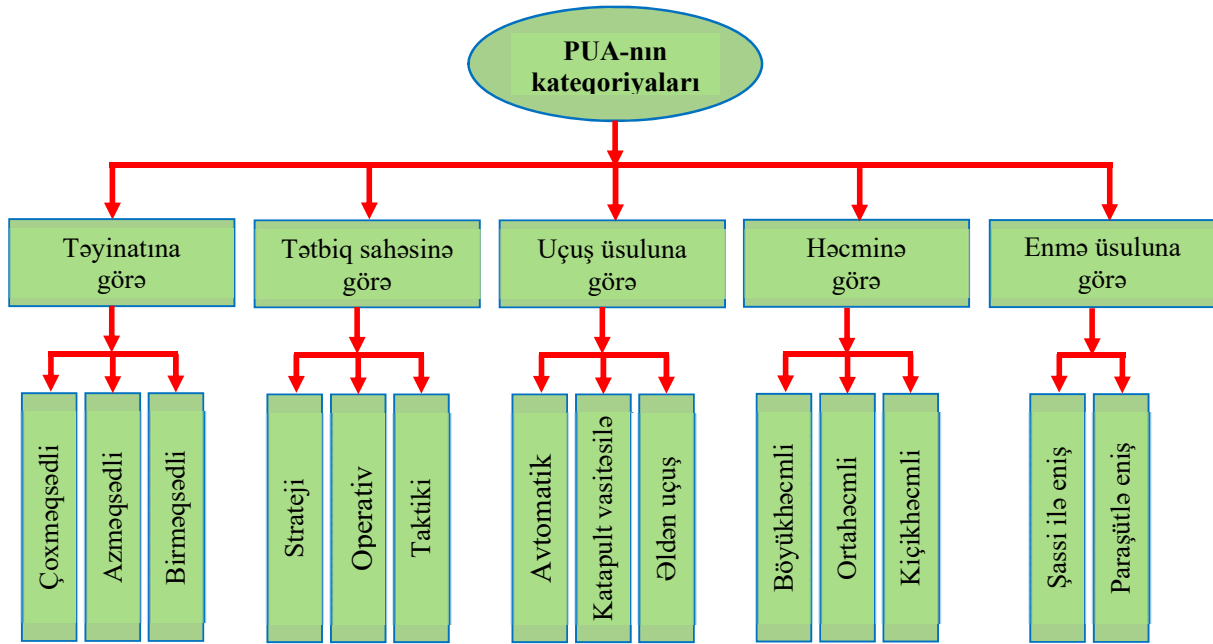 PUA-nın
kateqoriyaları
Təyinatına
görə
Tətbiq sahəsinə
görə
Uçuş üsuluna
görə
Həcminə
görə
Enmə üsuluna
görə
Çoxməqsədli
Azməqsədli
Birməqsədli
Strateji
Operativ
Taktiki
Avtomatik
Katapult vasitəsilə
Əldən uçuş
Böyükhəcmli
Ortahəcmli
Kiçikhəcmli
Şassi ilə eniş
Paraşütlə eniş